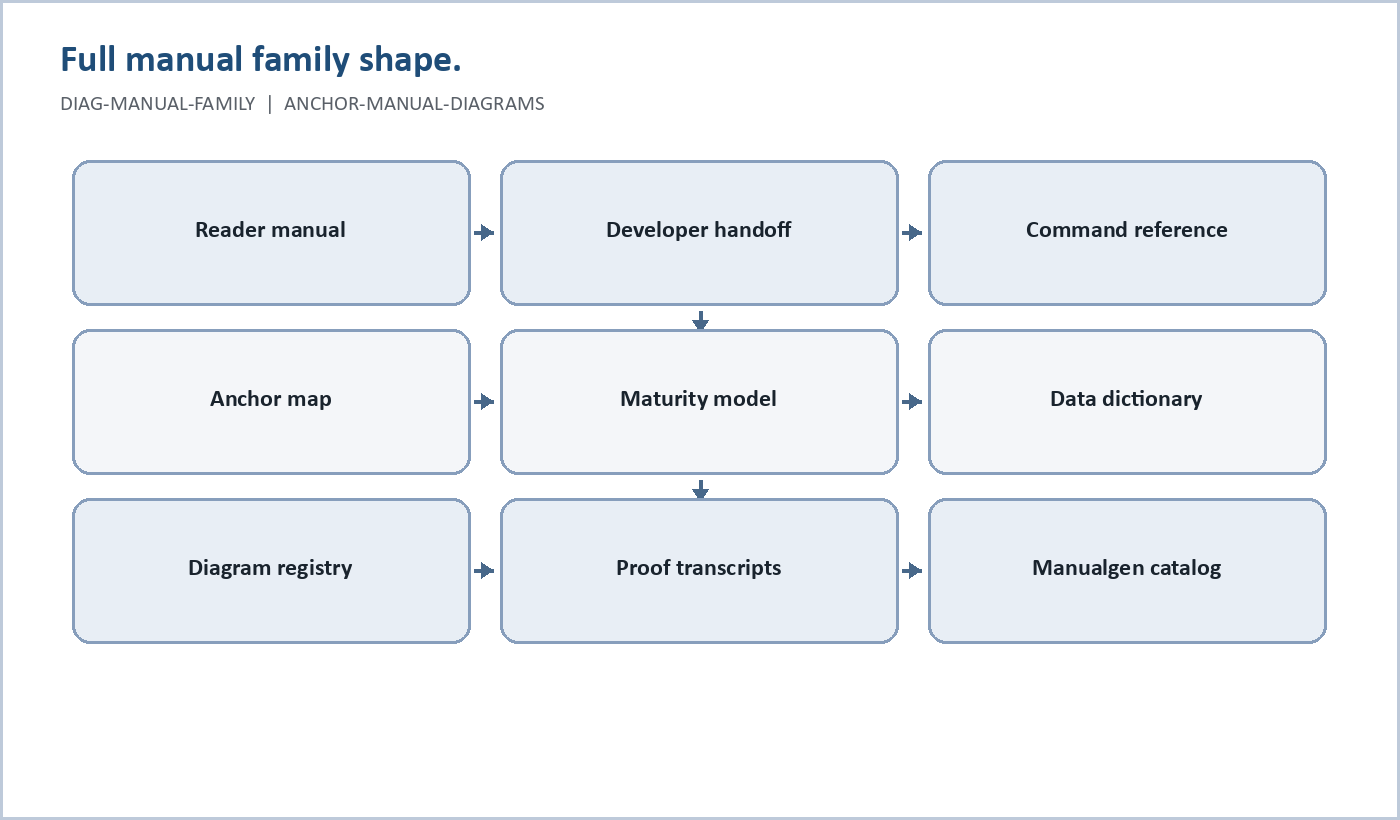 Full manual family shape.
DIAG-MANUAL-FAMILY | ANCHOR-MANUAL-DIAGRAMS
Reader manual
Developer handoff
Command reference
Anchor map
Maturity model
Data dictionary
Diagram registry
Proof transcripts
Manualgen catalog